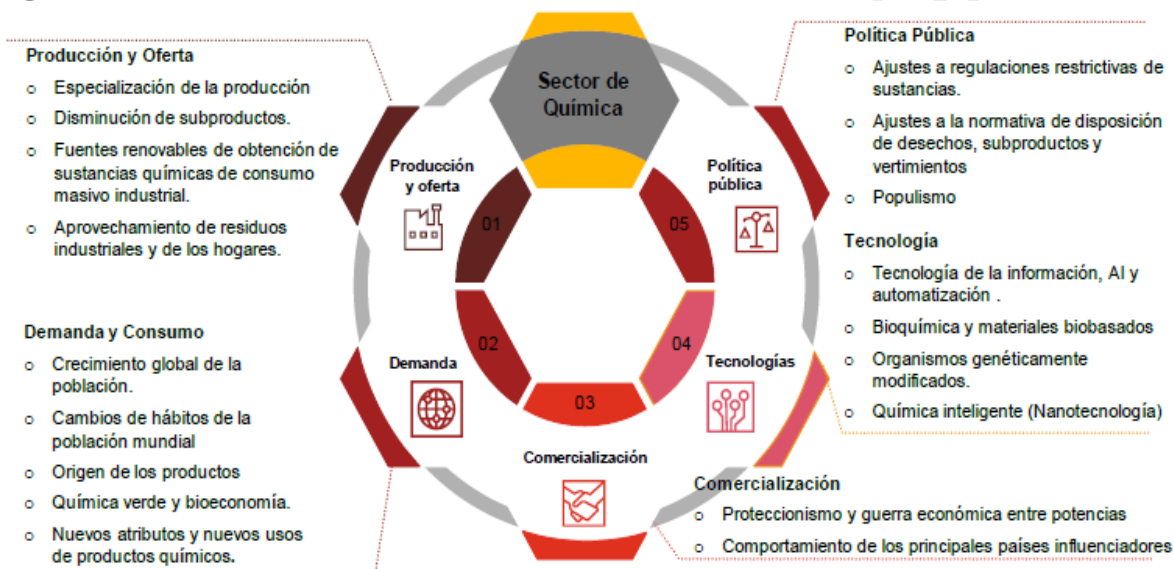 Producción y Oferta
o Especialización de la producción
o Disminución de subproductos.
o Fuentes renovables de obtención de
sustancias químicas de consumo
masivo industrial.
o Aprovechamiento de residuos
industriales y de los hogares.
Demanda y Consumo
o Crecimiento global de la
población.
o Cambios de hábitos de la
población mundial
o Origen de los productos
o Química verde y bioeconomía.
o Nuevos atributos y nuevos usos
de productos químicos.
Sector de
Química
Producción
y oferta
01
Demanda
02
Comercialización
03
Tecnologías
04
Política
pública
05
Política Pública
o Ajustes a regulaciones restrictivas de
sustancias.
o Ajustes a la normativa de disposición
de desechos, subproductos y
vertimientos
o Populismo
Tecnología
o Tecnología de la información, AI y
automatización .
o Bioquímica y materiales biobasados
o Organismos genéticamente
modificados.
o Química inteligente (Nanotecnología)
Comercialización
o Proteccionismo y guerra económica entre potencias
o Comportamiento de los principales países influenciadores